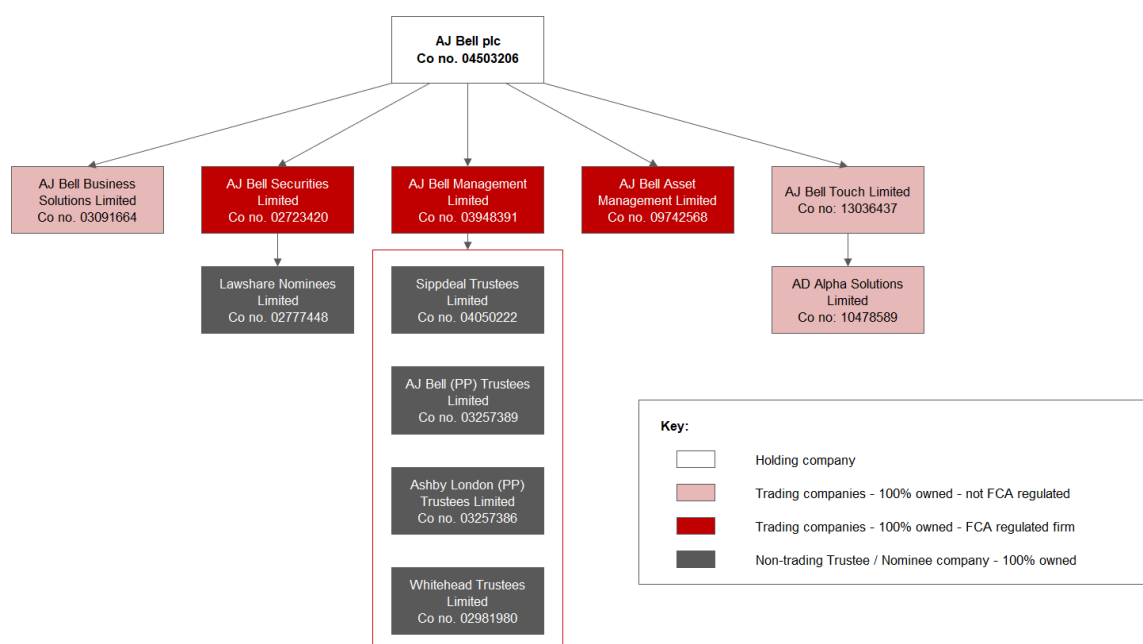 AJ Bell plc
Co no. 04503206
AJ Bell Business
Solutions Limited
Co no. 03091664
AJ Bell Securities
Limited
Co no. 02723420
AJ Bell Management
Limited
Co no. 03948391
AJ Bell Asset
Management Limited
Co no. 09742568
AJ Bell Touch Limited
Co no: 13036437
Lawshare Nominees
Limited
Co no. 02777448
Sippdeal Trustees
Limited
Co no. 04050222
AD Alpha Solutions
Limited
Co no: 10478589
AJ Bell (PP) Trustees
Limited
Co no. 03257389
Ashby London (PP)
Trustees Limited
Co no. 03257386
Whitehead Trustees
Limited
Co no. 02981980
Key:
Holding company
Trading companies - 100% owned - not FCA regulated
Trading companies - 100% owned - FCA regulated firm
Non-trading Trustee / Nominee company - 100% owned